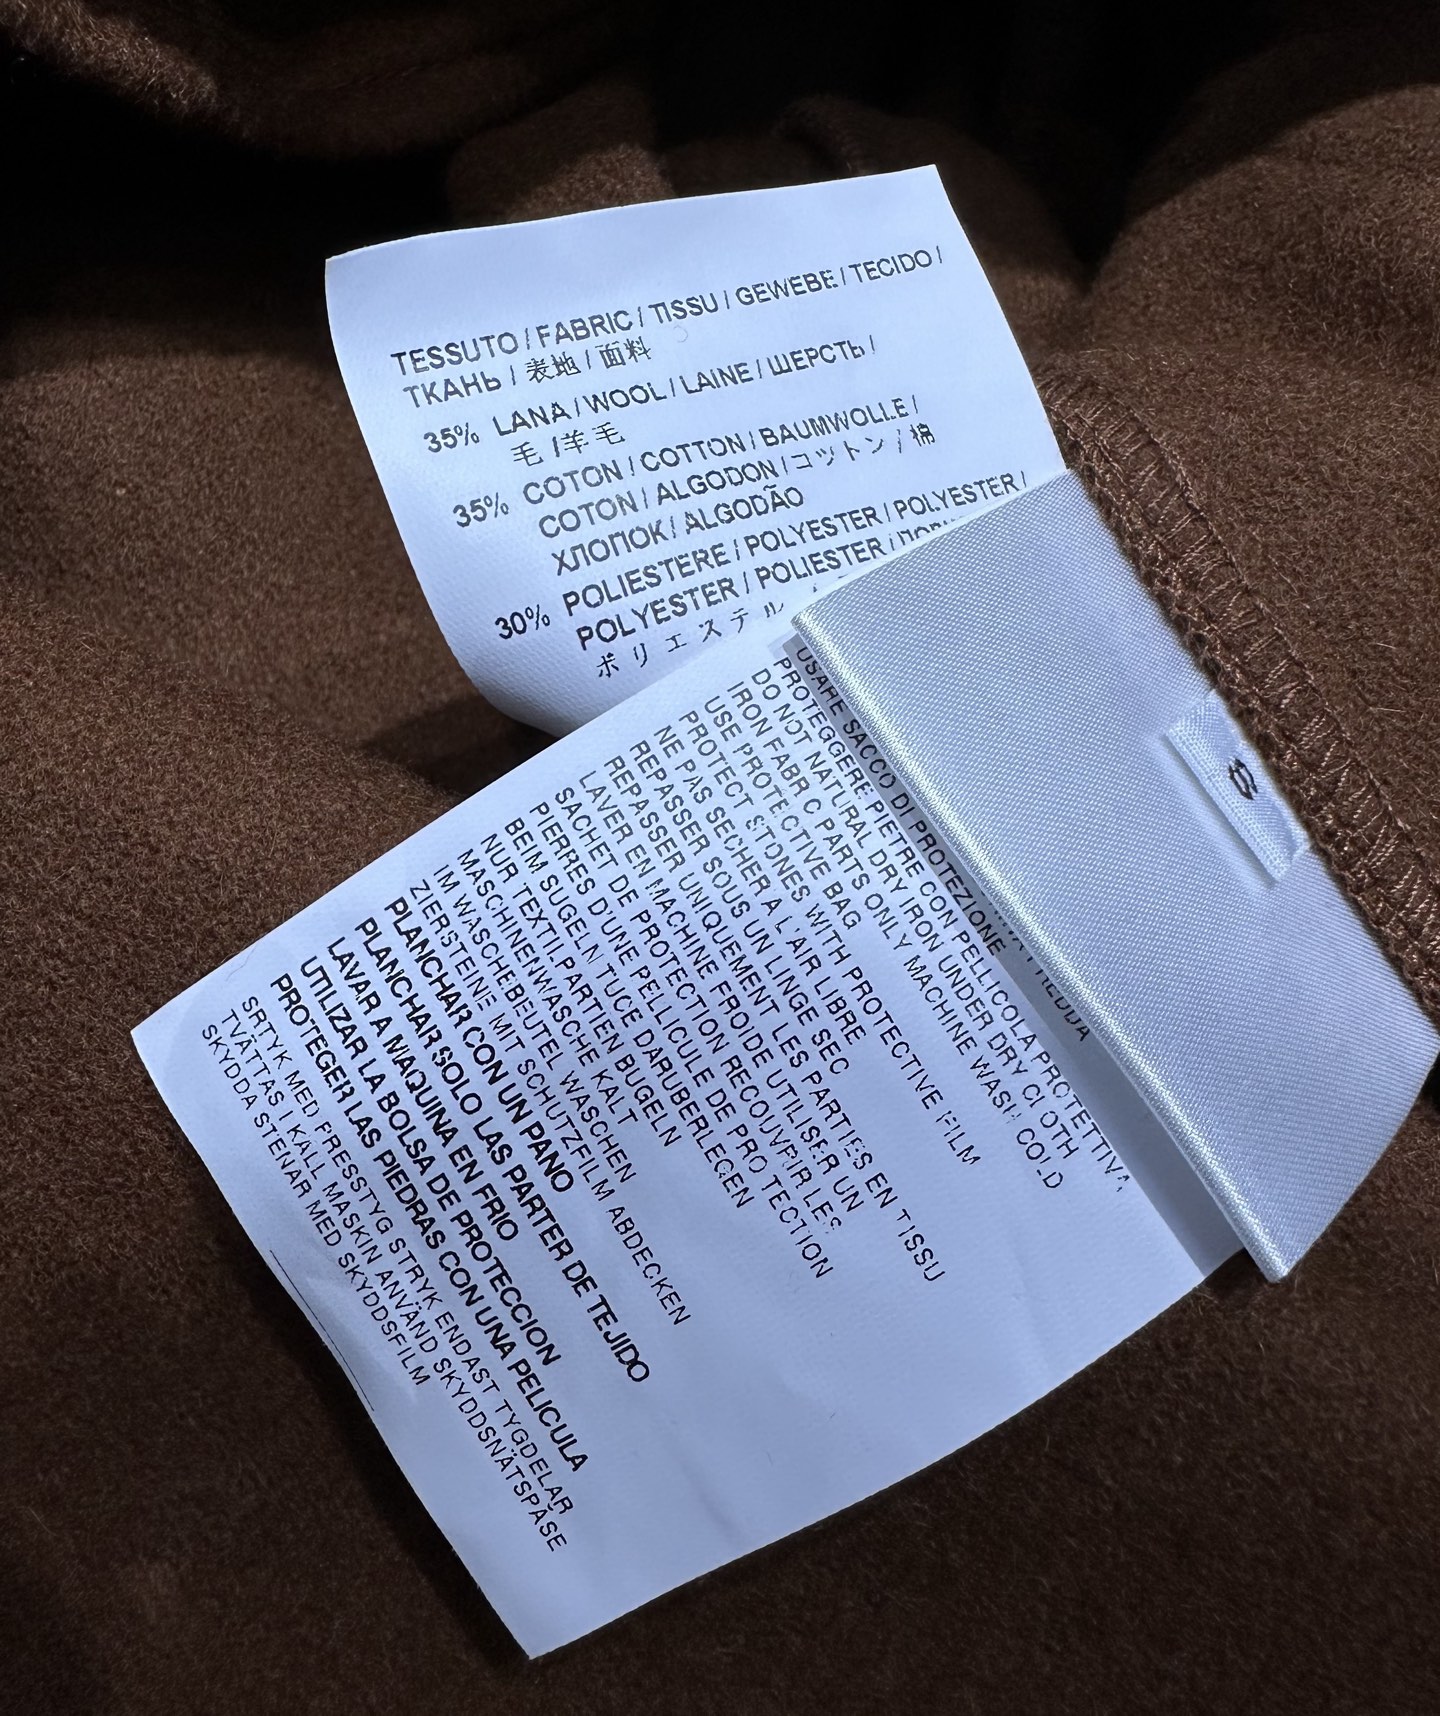 TESSUTO / FABRIC / TISSU / GEWEBE / TECIDO /
ТКАНЬ / 表地 / 面料
35% LANA / WOOL / LAINE / ШЕРСТЬ /
毛 / 羊毛
35% COTON / COTTON / BAUMWOLLE /
COTON / ALGODON / コットン / 棉
ХЛОПОК / ALGODÃO
30% POLIESTERE / POLYESTER / POLYESTER /
POLYESTER / POLIESTER /
ポリエステル
8
USARE SACCO DI PROTEZIONE
PROTEGGERE PIETRE CON PELLICOLA PROTETTIVA
DO NOT NATURAL DRY IRON UNDER DRY CLOTH
IRON FABRIC PARTS ONLY MACHINE WASH COLD
USE PROTECTIVE BAG
PROTECT STONES WITH PROTECTIVE FILM
NE PAS SECHER A L'AIR LIBRE
REPASSER SOUS UN LINGE SEC
REPASSER UNIQUEMENT LES PARTIES EN TISSU
LAVER EN MACHINE FROIDE UTILISER UN
SACHET DE PROTECTION RECOUVRIR LES
PIERRES D'UNE PELLICULE DE PRO TECTION
BEIM SUGELN TUCE DARUBERLEGEN
NUR TEXTILPARTIEN BUGELN
MASCHINENWASCHE KALT
IM WASCHEBEUTEL WASCHEN
ZIERSTEINE MIT SCHUTZFILM ABDECKEN
PLANCHAR CON UN PANO
PLANCHAR SOLO LAS PARTER DE TEJIDO
LAVAR A MAQUINA EN FRIO
UTILIZAR LA BOLSA DE PROTECCION
PROTEGER LAS PIEDRAS CON UNA PELICULA
SRTYK MED PRESSTYG STRYK ENDAST TYGDELAR
TVÄTTAS I KALL MASKIN ANVÄND SKYDDSNÄTSPÅSE
SKYDDA STENAR MED SKYDDSFILM